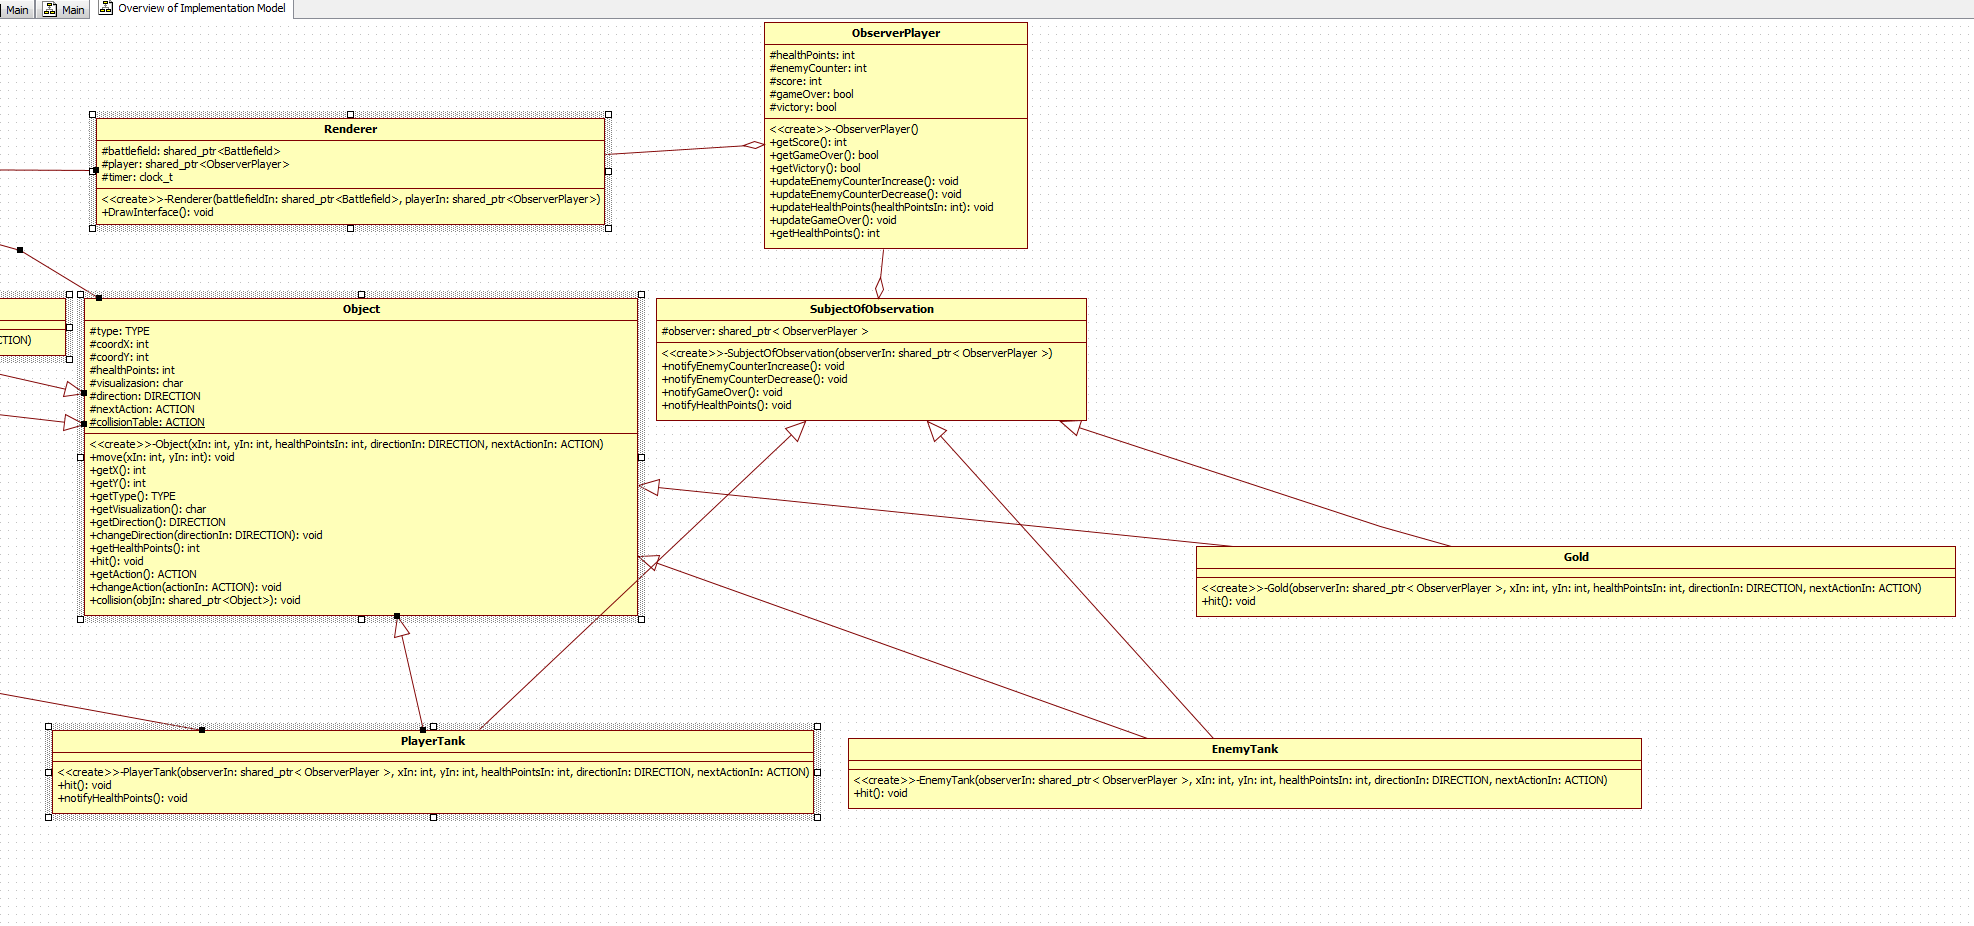 Main
Main
Overview of Implementation Model
ObserverPlayer
#healthPoints: int
#enemyCounter: int
#score: int
#gameOver: bool
#victory: bool
<<create>>-ObserverPlayer()
+getScore(): int
+getGameOver(): bool
+getVictory(): bool
+updateEnemyCounterIncrease(): void
+updateEnemyCounterDecrease(): void
+updateHealthPoints(healthPointsIn: int): void
+updateGameOver(): void
+getHealthPoints(): int
Renderer
#battlefield: shared_ptr<Battlefield>
#player: shared_ptr<ObserverPlayer>
#timer: clock_t
<<create>>-Renderer(battlefieldIn: shared_ptr<Battlefield>, playerIn: shared_ptr<ObserverPlayer>)
+DrawInterface(): void
CTION)
Object
#type: TYPE
#coordX: int
#coordY: int
#healthPoints: int
#visualizasion: char
#direction: DIRECTION
#nextAction: ACTION
#collisionTable: ACTION
<<create>>-Object(xIn: int, yIn: int, healthPointsIn: int, directionIn: DIRECTION, nextActionIn: ACTION)
+move(xIn: int, yIn: int): void
+getX(): int
+getY(): int
+getType(): TYPE
+getVisualization(): char
+getDirection(): DIRECTION
+changeDirection(directionIn: DIRECTION): void
+getHealthPoints(): int
+hit(): void
+getAction(): ACTION
+changeAction(actionIn: ACTION): void
+collision(objIn: shared_ptr<Object>): void
SubjectOfObservation
#observer: shared_ptr< ObserverPlayer >
<<create>>-SubjectOfObservation(observerIn: shared_ptr< ObserverPlayer >)
+notifyEnemyCounterIncrease(): void
+notifyEnemyCounterDecrease(): void
+notifyGameOver(): void
+notifyHealthPoints(): void
Gold
<<create>>-Gold(observerIn: shared_ptr< ObserverPlayer >, xIn: int, yIn: int, healthPointsIn: int, directionIn: DIRECTION, nextActionIn: ACTION)
+hit(): void
PlayerTank
<<create>>-PlayerTank(observerIn: shared_ptr< ObserverPlayer >, xIn: int, yIn: int, healthPointsIn: int, directionIn: DIRECTION, nextActionIn: ACTION)
+hit(): void
+notifyHealthPoints(): void
EnemyTank
<<create>>-EnemyTank(observerIn: shared_ptr< ObserverPlayer >, xIn: int, yIn: int, healthPointsIn: int, directionIn: DIRECTION, nextActionIn: ACTION)
+hit(): void